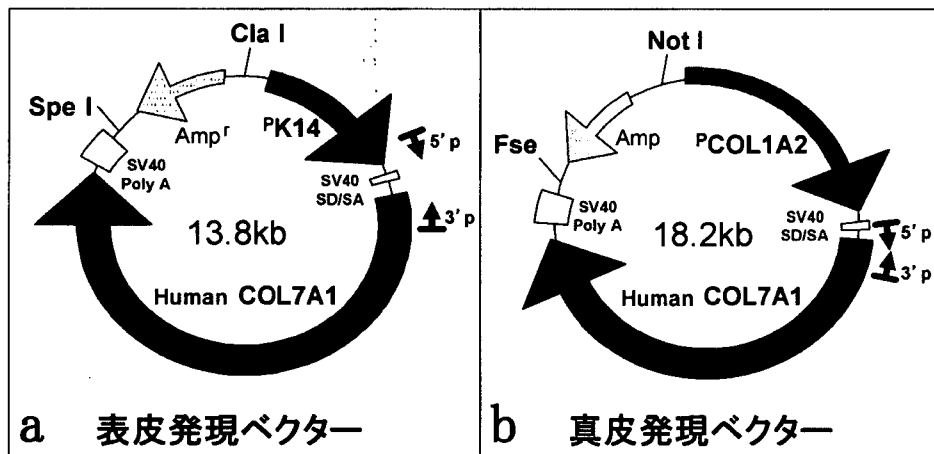 Cla I
Spe I
Amp r
PK14
5' p
SV40
Poly A
SV40
SD/SA
3' p
13.8kb
Human COL7A1
a 表皮発現ベクター
Not I
Fse
Amp
PCOL1A2
SV40
Poly A
SV40
SD/SA
5' p
3' p
18.2kb
Human COL7A1
b 真皮発現ベクター